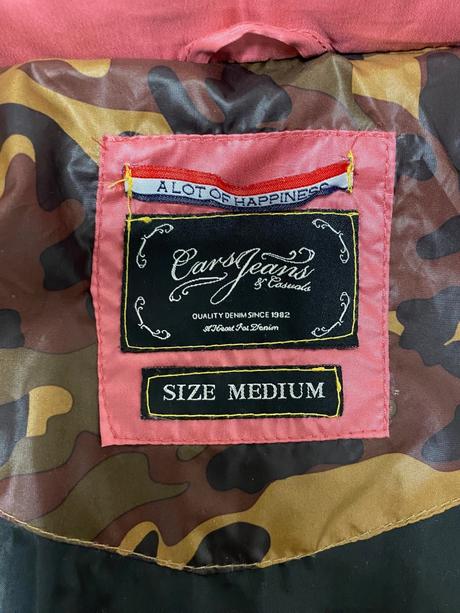 A LOT OF HAPPINESS
Cars Jeans
& Casuals
QUALITY DENIM SINCE 1982
A Heart For Denim
SIZE MEDIUM